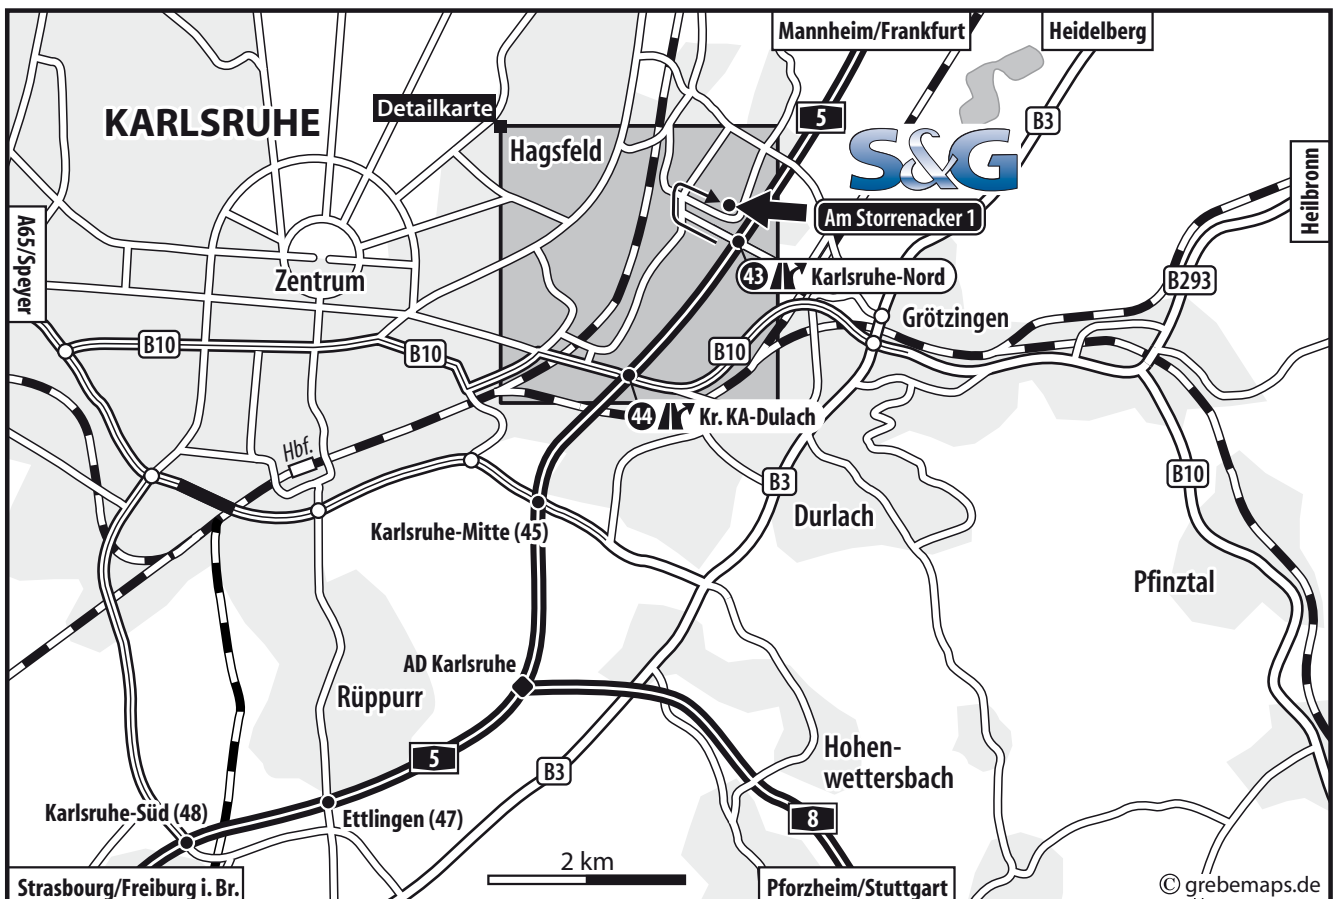 Mannheim/Frankfurt
Heidelberg
KARLSRUHE
Detailkarte
Hagsfeld
5
B3
S&G
Heilbronn
A65/Speyer
Am Storrenacker 1
43 Karlsruhe-Nord
Zentrum
B293
Grötzingen
B10
B10
B10
44 Kr. KA-Dulach
Hbf.
B3
B10
Durlach
Karlsruhe-Mitte (45)
Pfinztal
AD Karlsruhe
Rüppurr
5
B3
Hohen-
wettersbach
Karlsruhe-Süd (48)
Ettlingen (47)
8
2 km
Strasbourg/Freiburg i. Br.
Pforzheim/Stuttgart
© grebemaps.de